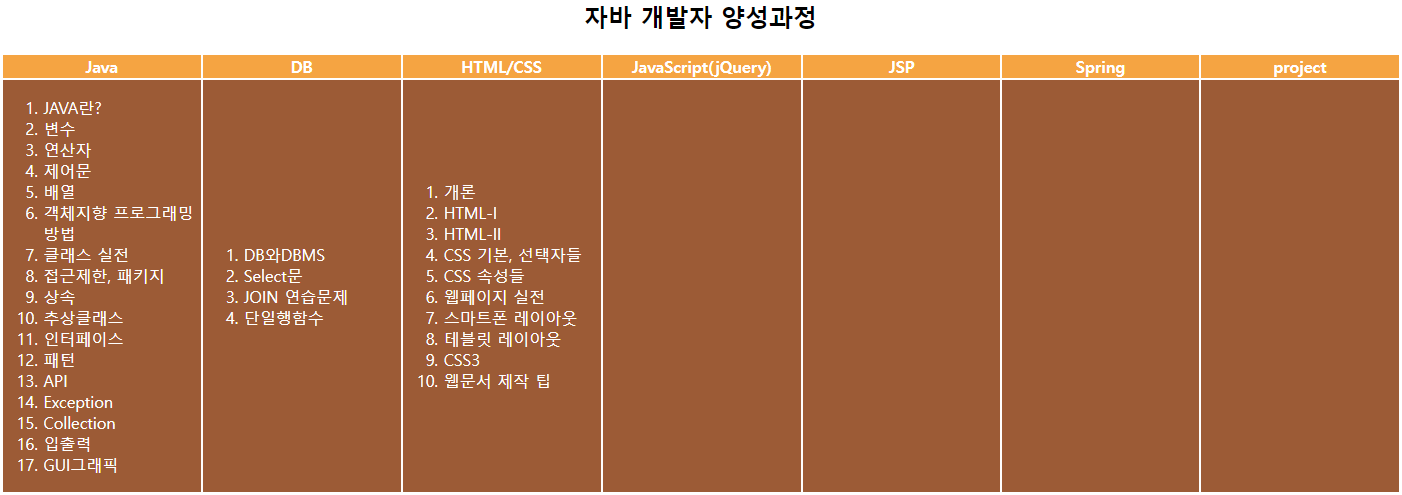 자바 개발자 양성과정
Java DB HTML/CSS JavaScript(jQuery) JSP Spring project
1. JAVA란?
2. 변수
3. 연산자
4. 제어문
5. 배열
6. 객체지향 프로그래밍
방법
7. 클래스 실전
8. 접근제한, 패키지
9. 상속
10. 추상클래스
11. 인터페이스
12. 패턴
13. API
14. Exception
15. Collection
16. 입출력
17. GUI그래픽
1. DB와DBMS
2. Select문
3. JOIN 연습문제
4. 단일행함수
1. 개론
2. HTML-I
3. HTML-II
4. CSS 기본, 선택자들
5. CSS 속성들
6. 웹페이지 실전
7. 스마트폰 레이아웃
8. 테블릿 레이아웃
9. CSS3
10. 웹문서 제작 팁